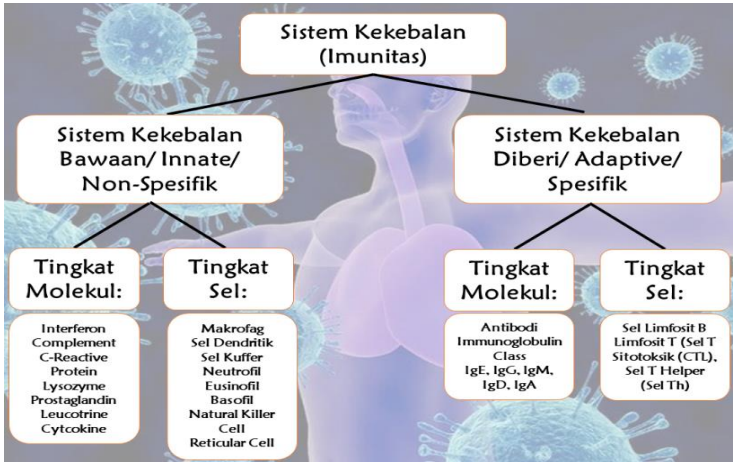 Sistem Kekebalan
(Imunitas)
Sistem Kekebalan
Bawaan/ Innate/
Non-Spesifik
Sistem Kekebalan
Diberi/ Adaptive/
Spesifik
Tingkat
Molekul:
Tingkat
Sel:
Tingkat
Molekul:
Tingkat
Sel:
Interferon
Complement
C-Reactive
Protein
Lysozyme
Prostaglandin
Leucotrine
Cytcokine
Makrofag
Sel Dendritik
Sel Kuffer
Neutrofil
Eusinofil
Basofil
Natural Killer
Cell
Reticular Cell
Antibodi
Immunoglobulin
Class
IgE, IgG, IgM,
IgD, IgA
Sel Limfosit B
Limfosit T (Sel T
Sitotoksik (CTL),
Sel T Helper
(Sel Th)